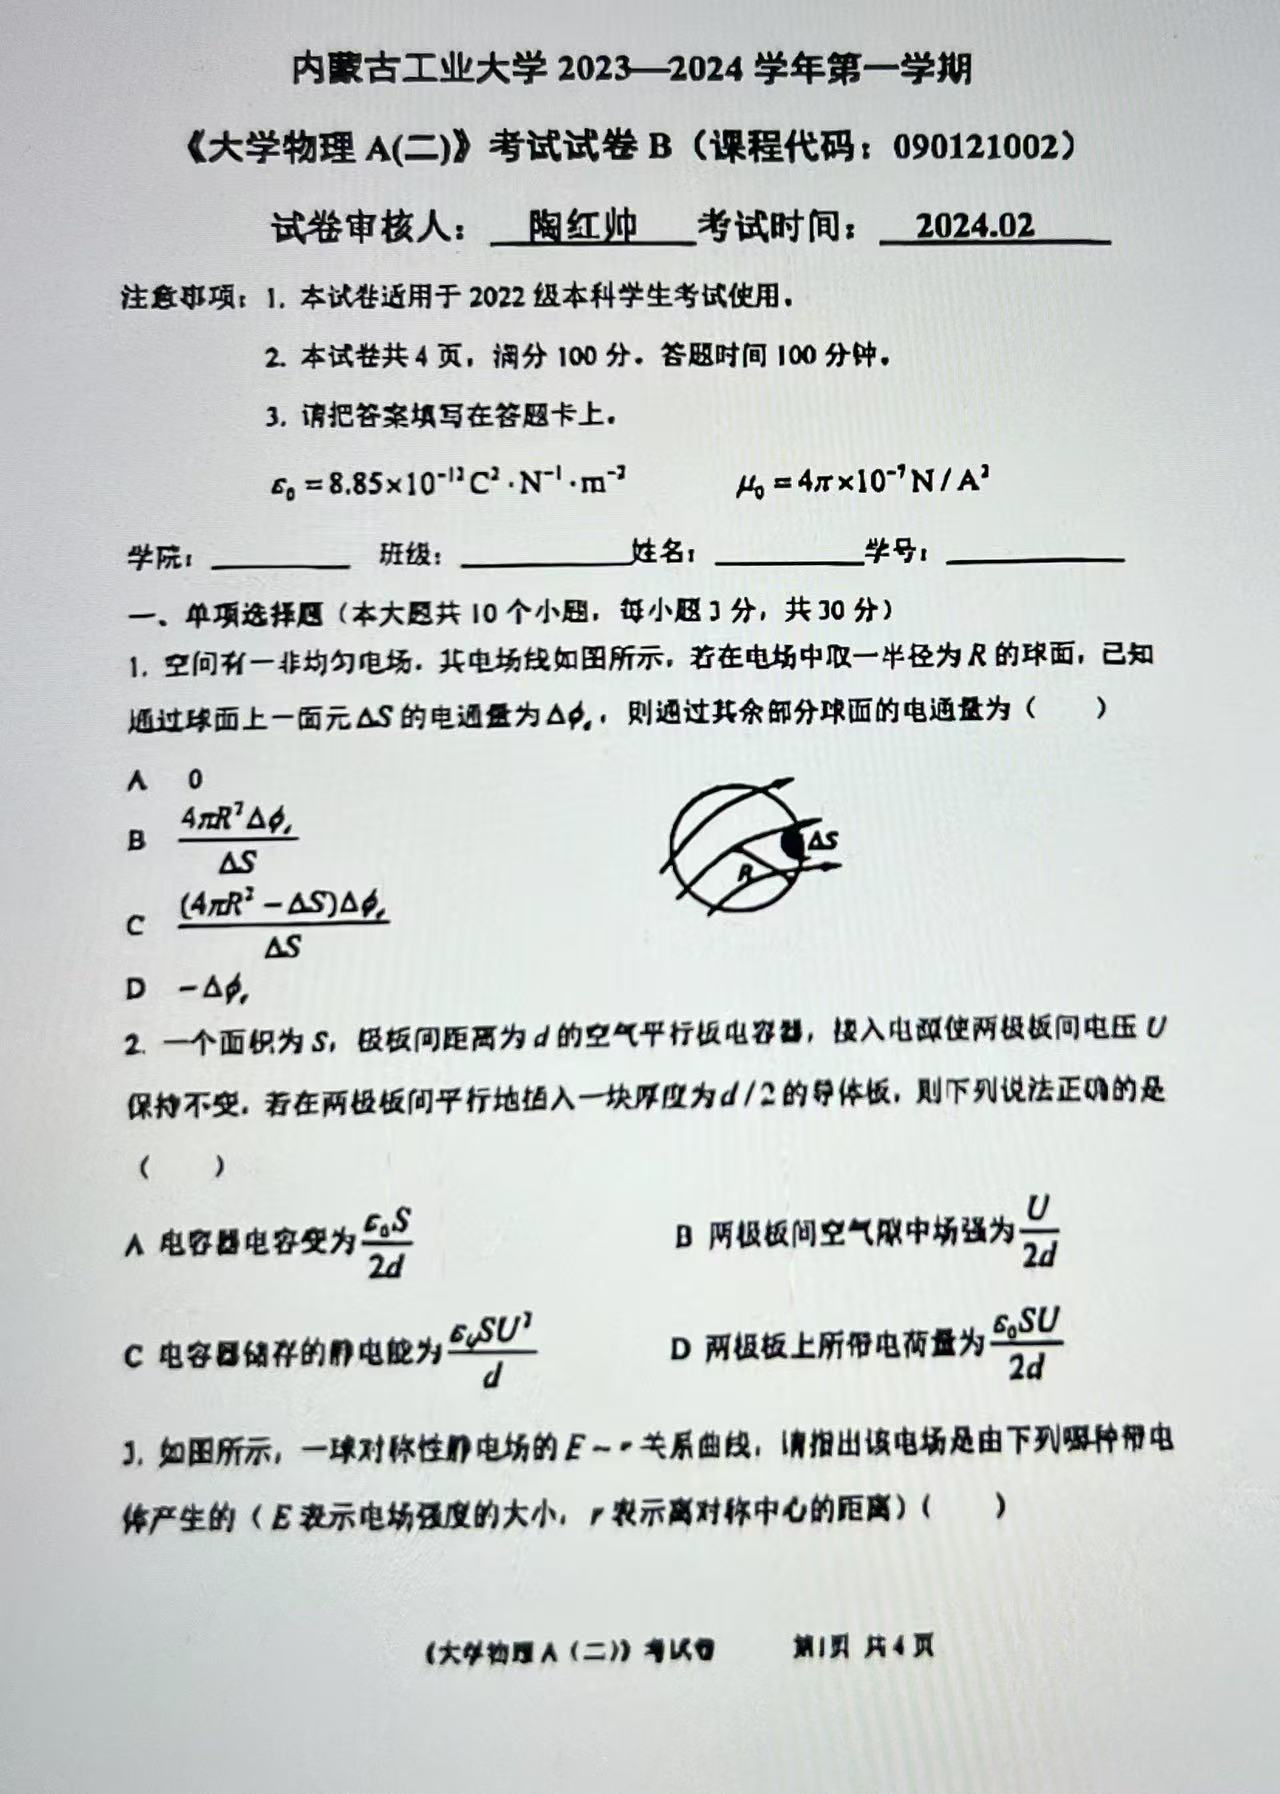 内蒙古工业大学 2023—2024 学年第一学期
《大学物理 A(二)》考试试卷 B（课程代码：090121002）
试卷审核人： 陶红帅 考试时间： 2024.02
注意事项：1. 本试卷适用于 2022 级本科学生考试使用。
2. 本试卷共 4 页，满分 100 分。答题时间 100 分钟。
3. 请把答案填写在答题卡上。
ε₀ = 8.85×10⁻¹² C²·N⁻¹·m⁻² μ₀ = 4π×10⁻⁷ N/A²
学院：________ 班级：________ 姓名：________ 学号：________
一、单项选择题（本大题共 10 个小题，每小题 3 分，共 30 分）
1. 空间有一非均匀电场，其电场线如图所示，若在电场中取一半径为 R 的球面，已知
通过球面上一面元 ΔS 的电通量为 Δϕₑ，则通过其余部分球面的电通量为（ ）
A 0
B 4πR²Δϕₑ / ΔS
C (4πR² − ΔS)Δϕₑ / ΔS
D −Δϕₑ
R
ΔS
2. 一个面积为 S，极板间距离为 d 的空气平行板电容器，接入电源使两极板间电压 U
保持不变，若在两极板间平行地插入一块厚度为 d/2 的导体板，则下列说法正确的是
（ ）
A 电容器电容变为 ε₀S / 2d B 两极板间空气隙中场强为 U / 2d
C 电容器储存的静电能为 ε₀SU² / d D 两极板上所带电荷量为 ε₀SU / 2d
3. 如图所示，一球对称性静电场的 E ~ r 关系曲线，请指出该电场是由下列哪种带电
体产生的（E 表示电场强度的大小，r 表示离对称中心的距离）（ ）
《大学物理 A（二）》考试卷 第1页 共 4 页